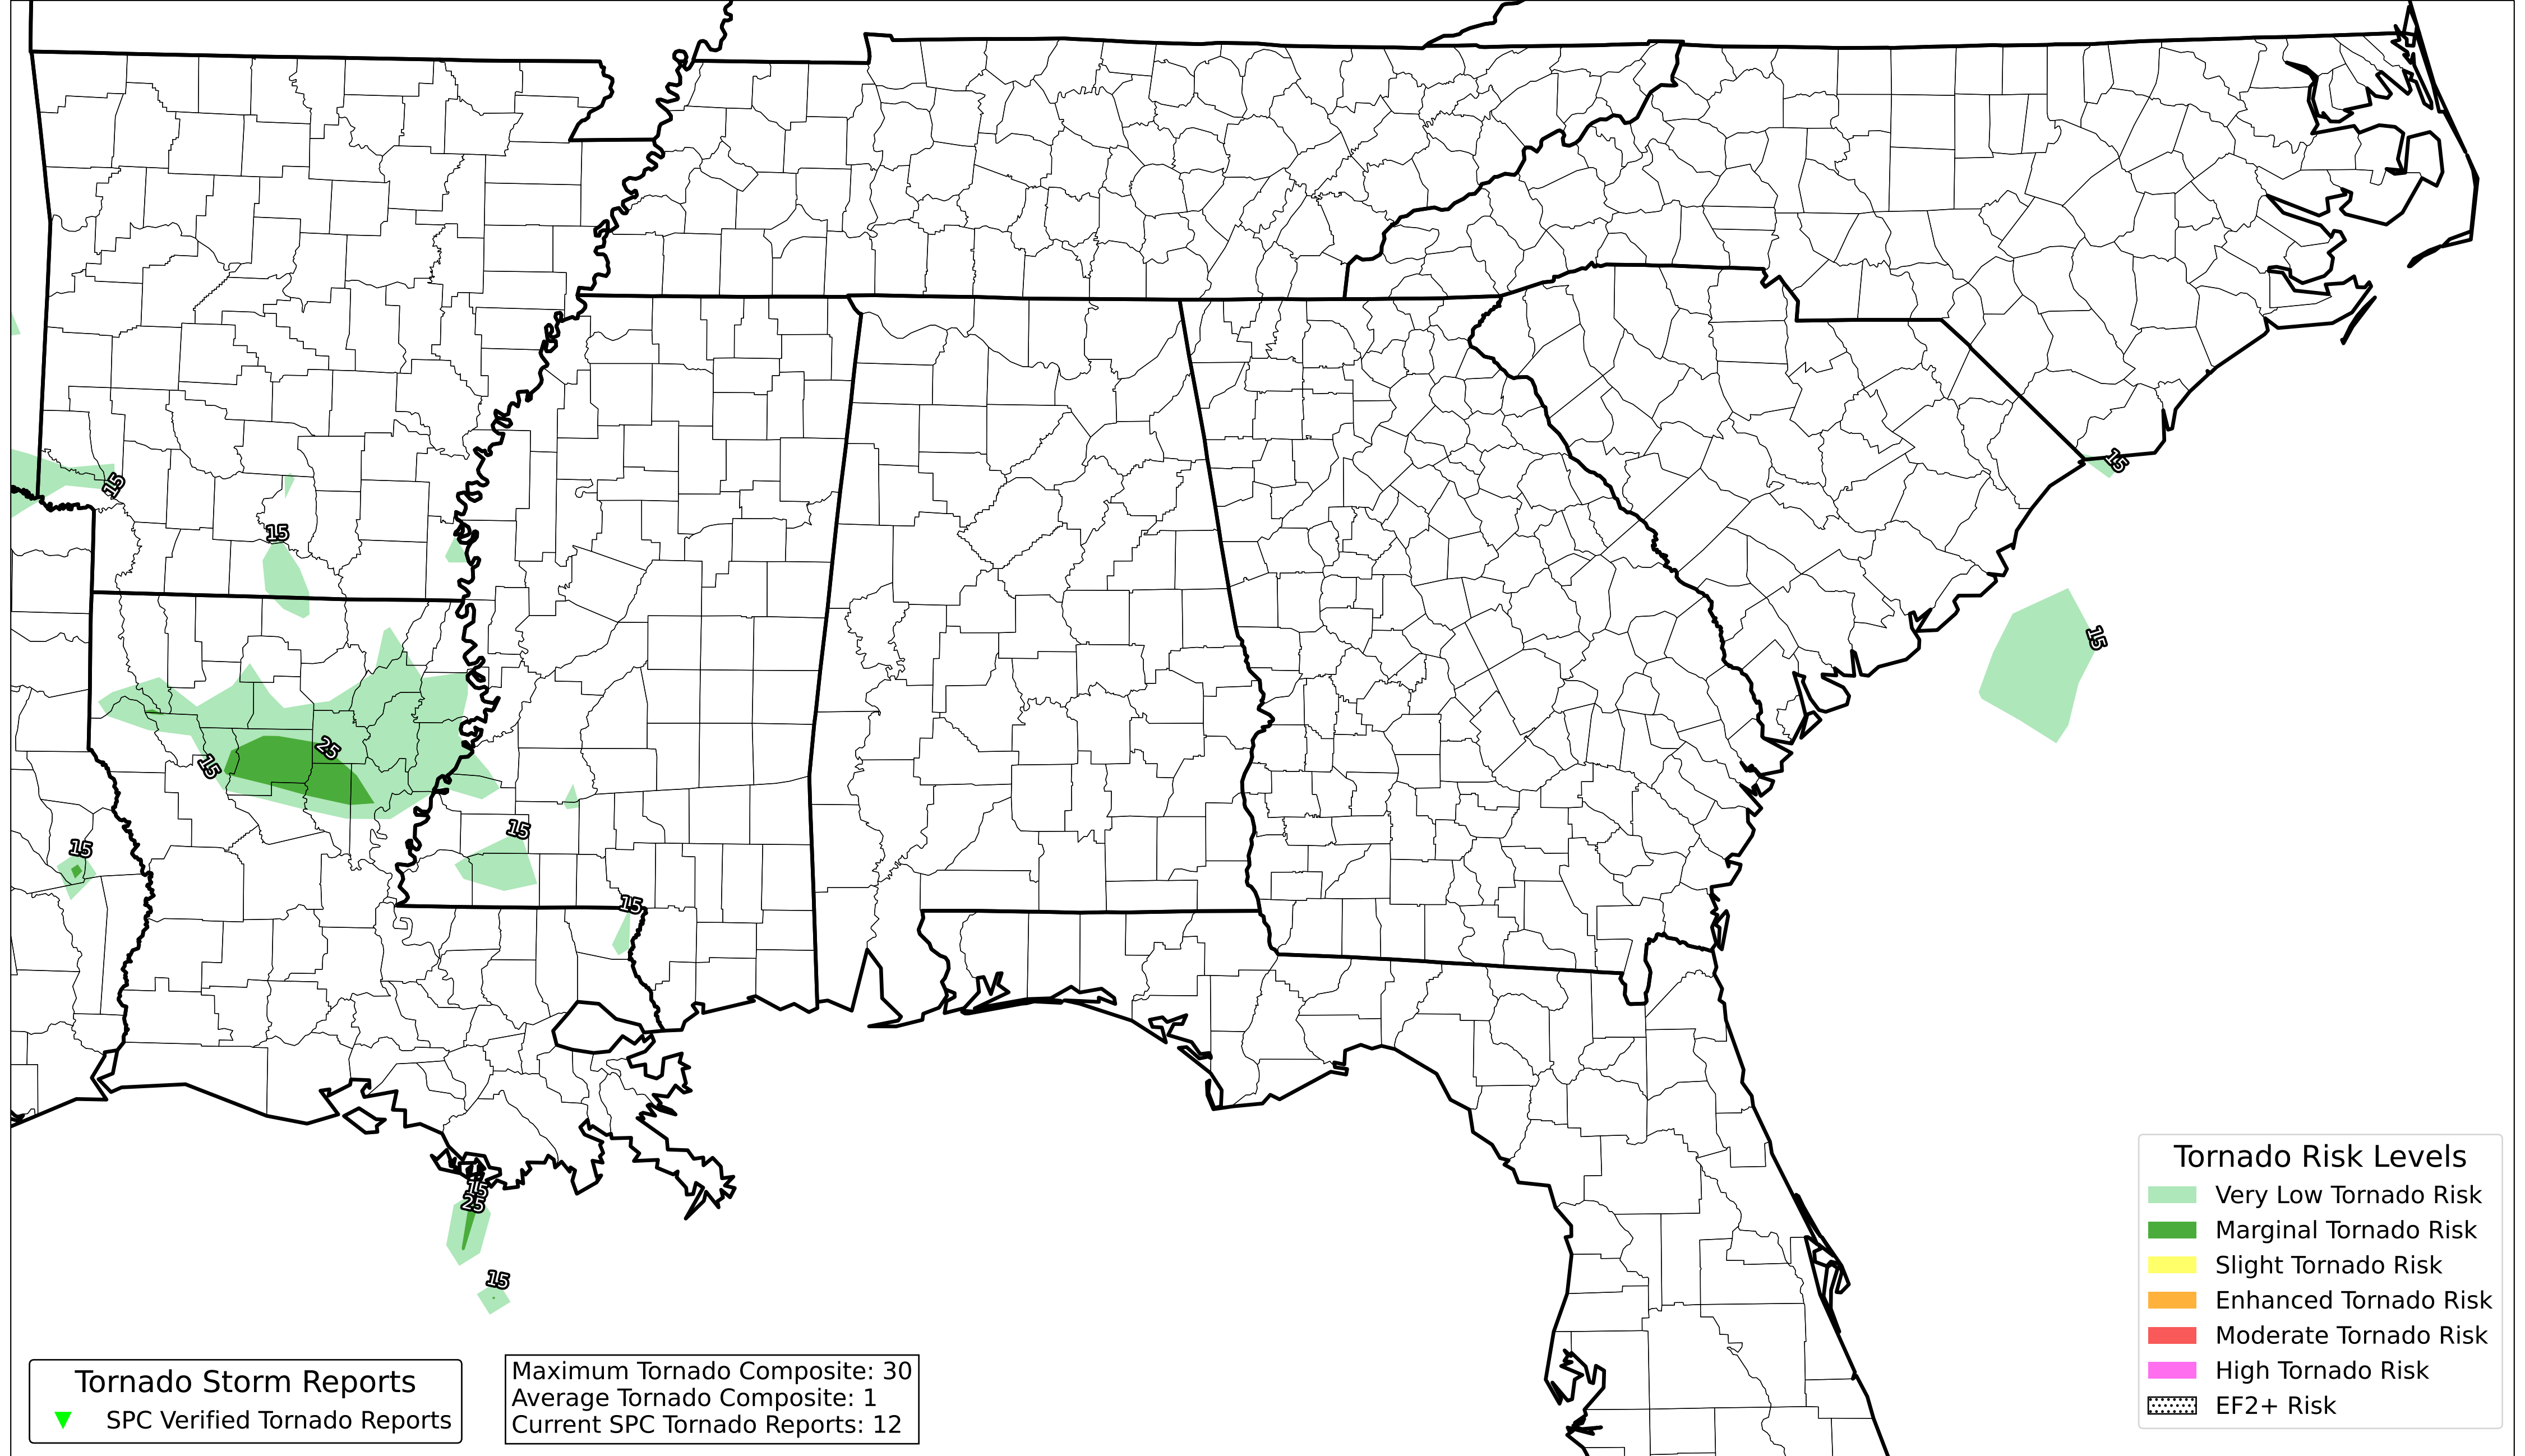 15
15
15
15
25
15
15
15
15
15
25
15
Tornado Risk Levels
Very Low Tornado Risk
Marginal Tornado Risk
Slight Tornado Risk
Enhanced Tornado Risk
Moderate Tornado Risk
High Tornado Risk
EF2+ Risk
Tornado Storm Reports
SPC Verified Tornado Reports
Maximum Tornado Composite: 30
Average Tornado Composite: 1
Current SPC Tornado Reports: 12